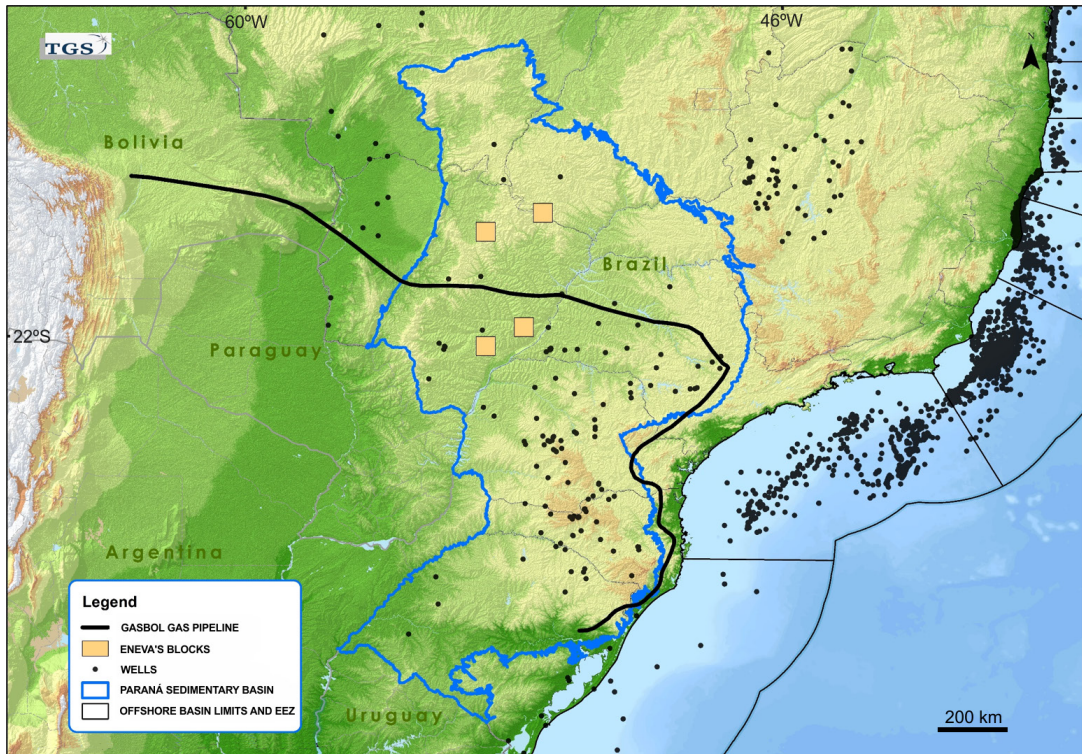 60ºW
46ºW
TGS
N
Bolivia
Brazil
22ºS
Paraguay
Argentina
Legend
GASBOL GAS PIPELINE
ENEVA'S BLOCKS
WELLS
PARANÁ SEDIMENTARY BASIN
OFFSHORE BASIN LIMITS AND EEZ
Uruguay
200 km